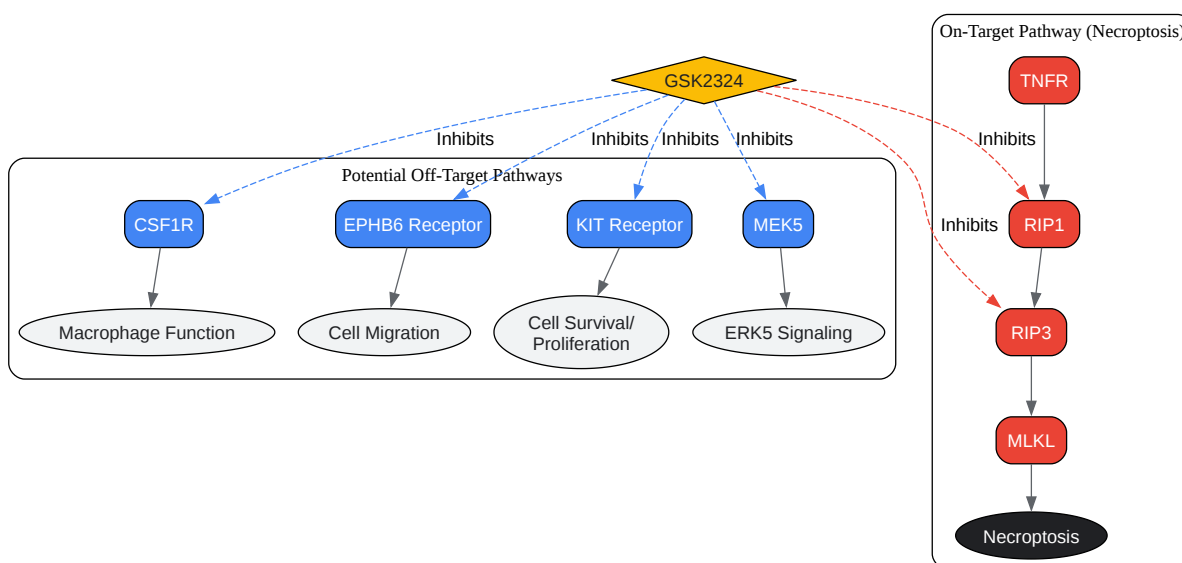 On-Target Pathway (Necroptosis)
GSK2324
TNFR
Inhibits
Inhibits
Inhibits
Inhibits
Inhibits
Potential Off-Target Pathways
CSF1R
EPHB6 Receptor
KIT Receptor
MEK5
Inhibits
RIP1
Macrophage Function
Cell Migration
Cell Survival/
Proliferation
ERK5 Signaling
RIP3
MLKL
Necroptosis